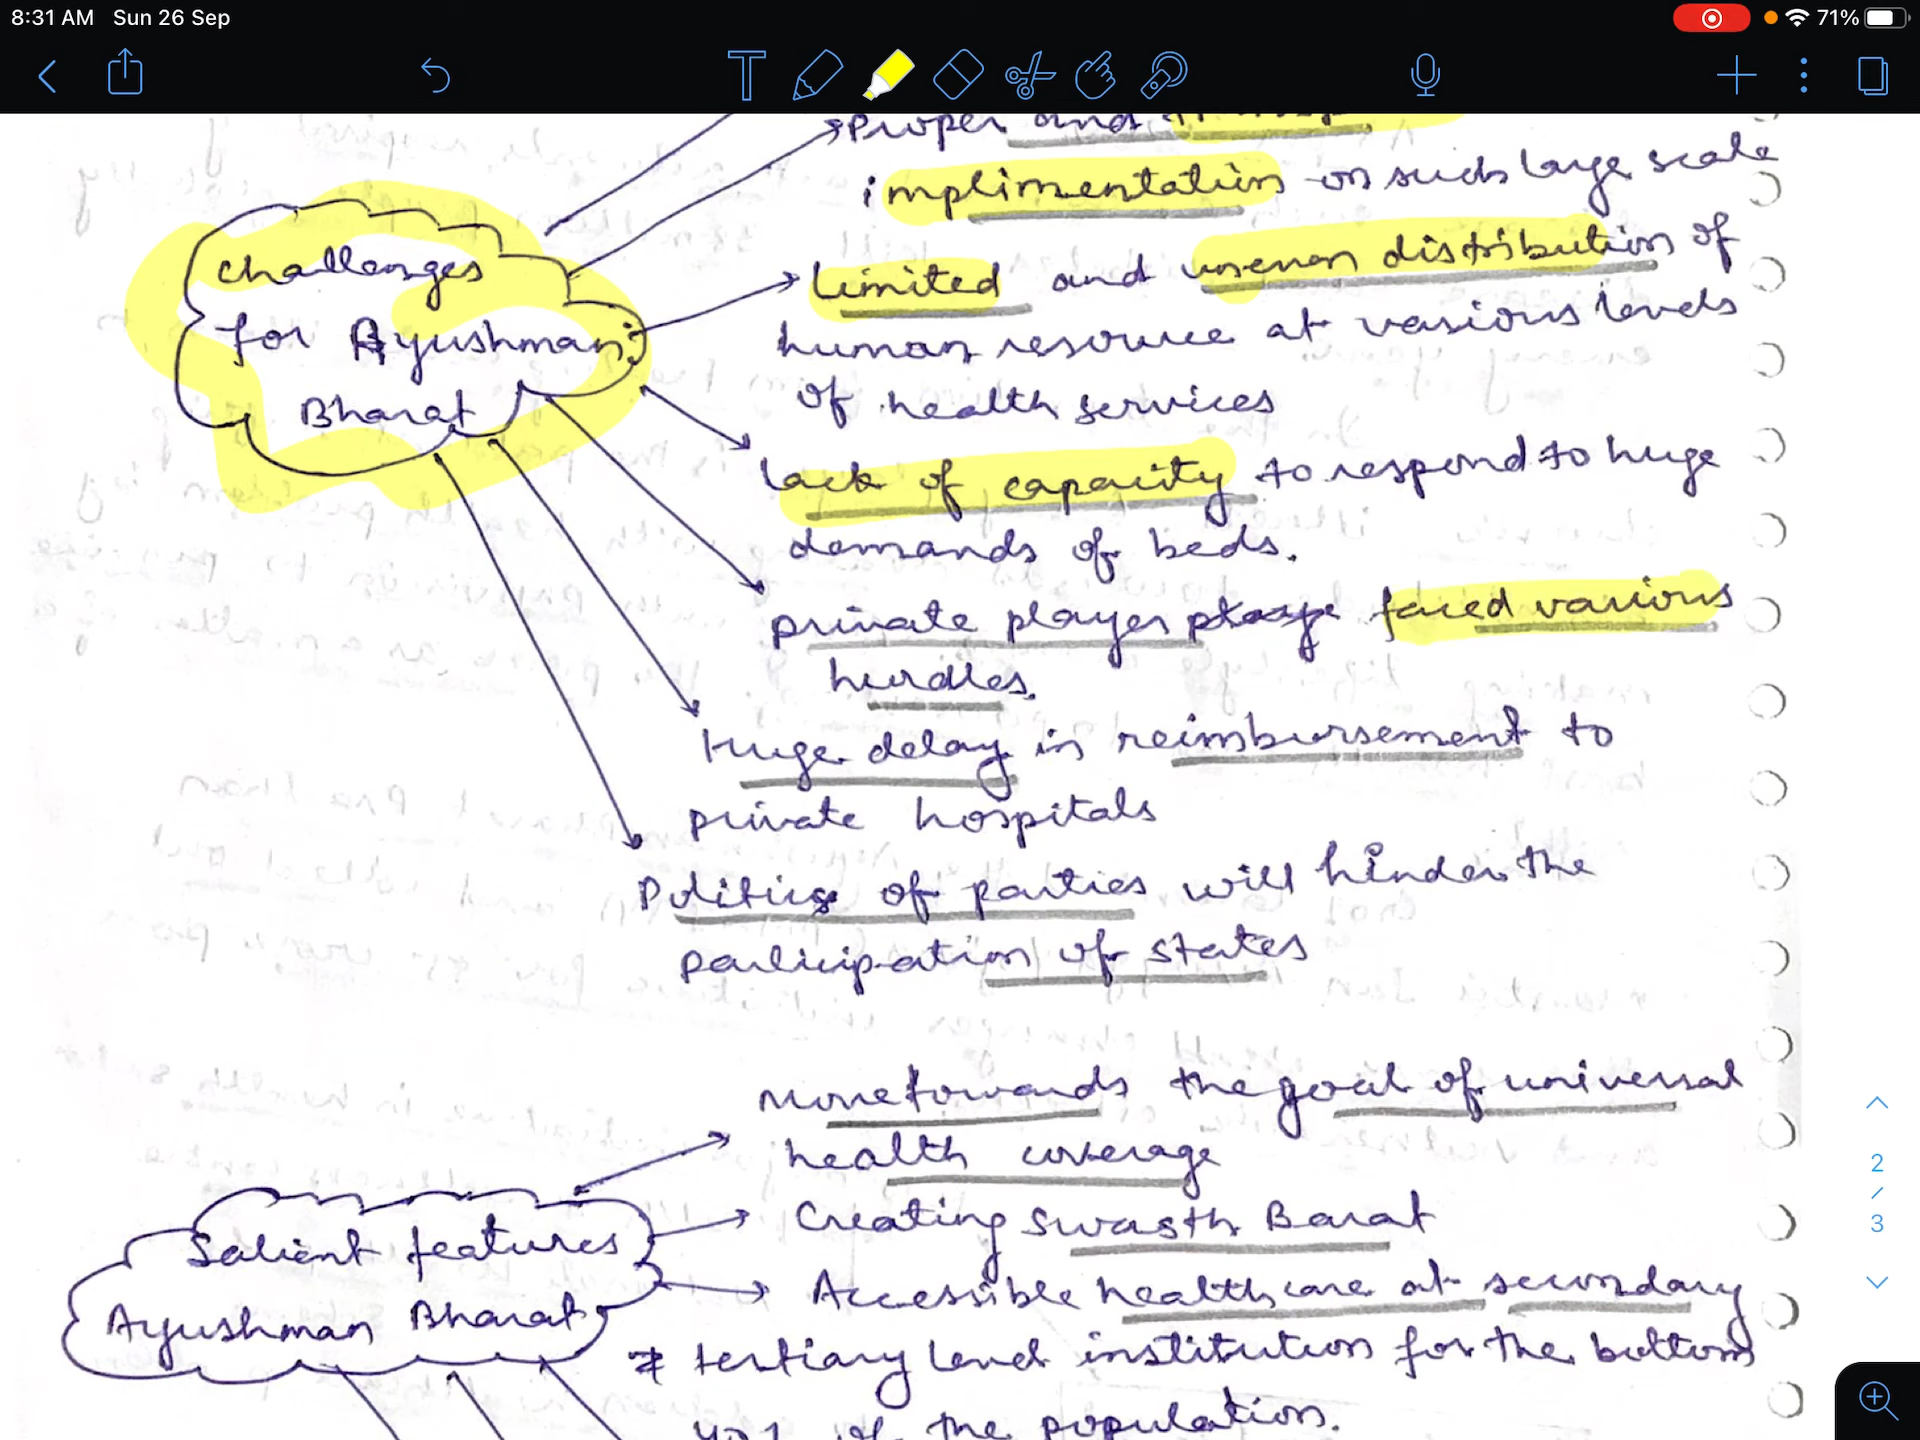 8:31 AM Sun 26 Sep
71%
Proper and
implimentation on such large scale
Challenges
for Ayushman
Bharat
Limited and uneven distribution of
human resource at various levels
of health services
lack of capacity to respond to huge
demands of beds.
private player faced various
hurdles.
Huge delay in reimbursement to
private hospitals
Politics of parties will hinder the
participation of states
Move towards the goal of universal
health coverage
Creating Swasth Barat
Salient features
Ayushman Bharat
Accessible healthcare at secondary
& tertiary level institution for the bottom
40% of the population.
2
/
3